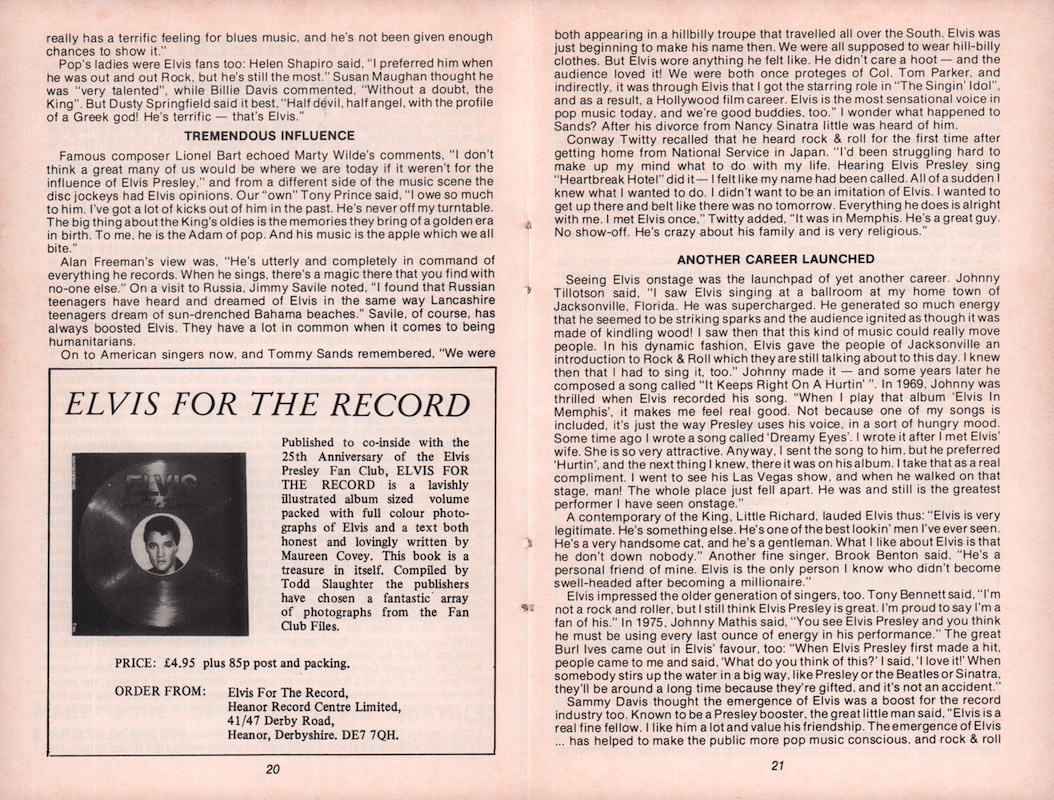 really has a terrific feeling for blues music, and he's not been given enough
chances to show it."
Pop's ladies were Elvis fans too: Helen Shapiro said, "I preferred him when
he was out and out Rock, but he's still the most." Susan Maughan thought he
was "very talented", while Billie Davis commented, "Without a doubt, the
King". But Dusty Springfield said it best, "Half devil, half angel, with the profile
of a Greek god! He's terrific — that's Elvis."
TREMENDOUS INFLUENCE
Famous composer Lionel Bart echoed Marty Wilde's comments, "I don't
think a great many of us would be where we are today if it weren't for the
influence of Elvis Presley," and from a different side of the music scene the
disc jockeys had Elvis opinions. Our "own" Tony Prince said, "I owe so much
to him. I've got a lot of kicks out of him in the past. He's never off my turntable.
The big thing about the King's oldies is the memories they bring of a golden era
in birth. To me, he is the Adam of pop. And his music is the apple which we all
bite."
Alan Freeman's view was, "He's utterly and completely in command of
everything he records. When he sings, there's a magic there that you find with
no-one else." On a visit to Russia, Jimmy Savile noted, "I found that Russian
teenagers have heard and dreamed of Elvis in the same way Lancashire
teenagers dream of sun-drenched Bahama beaches." Savile, of course, has
always boosted Elvis. They have a lot in common when it comes to being
humanitarians.
On to American singers now, and Tommy Sands remembered, "We were
ELVIS FOR THE RECORD
ELVIS
Published to co-inside with the
25th Anniversary of the Elvis
Presley Fan Club, ELVIS FOR
THE RECORD is a lavishly
illustrated album sized volume
packed with full colour photo-
graphs of Elvis and a text both
honest and lovingly written by
Maureen Covey. This book is a
treasure in itself. Compiled by
Todd Slaughter the publishers
have chosen a fantastic array
of photographs from the Fan
Club Files.
PRICE: £4.95 plus 85p post and packing.
ORDER FROM: Elvis For The Record,
Heanor Record Centre Limited,
41/47 Derby Road,
Heanor, Derbyshire. DE7 7QH.
20
both appearing in a hillbilly troupe that travelled all over the South. Elvis was
just beginning to make his name then. We were all supposed to wear hill-billy
clothes. But Elvis wore anything he felt like. He didn't care a hoot — and the
audience loved it! We were both once proteges of Col. Tom Parker, and
indirectly, it was through Elvis that I got the starring role in "The Singin' Idol",
and as a result, a Hollywood film career. Elvis is the most sensational voice in
pop music today, and we're good buddies, too." I wonder what happened to
Sands? After his divorce from Nancy Sinatra little was heard of him.
Conway Twitty recalled that he heard rock & roll for the first time after
getting home from National Service in Japan. "I'd been struggling hard to
make up my mind what to do with my life. Hearing Elvis Presley sing
"Heartbreak Hotel" did it — I felt like my name had been called. All of a sudden I
knew what I wanted to do. I didn't want to be an imitation of Elvis. I wanted to
get up there and belt like there was no tomorrow. Everything he does is alright
with me. I met Elvis once," Twitty added, "It was in Memphis. He's a great guy.
No show-off. He's crazy about his family and is very religious."
ANOTHER CAREER LAUNCHED
Seeing Elvis onstage was the launchpad of yet another career. Johnny
Tillotson said, "I saw Elvis singing at a ballroom at my home town of
Jacksonville, Florida. He was supercharged. He generated so much energy
that he seemed to be striking sparks and the audience ignited as though it was
made of kindling wood! I saw then that this kind of music could really move
people. In his dynamic fashion, Elvis gave the people of Jacksonville an
introduction to Rock & Roll which they are still talking about to this day. I knew
then that I had to sing it, too." Johnny made it — and some years later he
composed a song called "It Keeps Right On A Hurtin' ". In 1969, Johnny was
thrilled when Elvis recorded his song. "When I play that album 'Elvis In
Memphis', it makes me feel real good. Not because one of my songs is
included, it's just the way Presley uses his voice, in a sort of hungry mood.
Some time ago I wrote a song called 'Dreamy Eyes'. I wrote it after I met Elvis'
wife. She is so very attractive. Anyway, I sent the song to him, but he preferred
'Hurtin', and the next thing I knew, there it was on his album. I take that as a real
compliment. I went to see his Las Vegas show, and when he walked on that
stage, man! The whole place just fell apart. He was and still is the greatest
performer I have seen onstage."
A contemporary of the King, Little Richard, lauded Elvis thus: "Elvis is very
legitimate. He's something else. He's one of the best lookin' men I've ever seen.
He's a very handsome cat, and he's a gentleman. What I like about Elvis is that
he don't down nobody." Another fine singer, Brook Benton said, "He's a
personal friend of mine. Elvis is the only person I know who didn't become
swell-headed after becoming a millionaire."
Elvis impressed the older generation of singers, too. Tony Bennett said, "I'm
not a rock and roller, but I still think Elvis Presley is great. I'm proud to say I'm a
fan of his." In 1975, Johnny Mathis said, "You see Elvis Presley and you think
he must be using every last ounce of energy in his performance." The great
Burl Ives came out in Elvis' favour, too: "When Elvis Presley first made a hit,
people came to me and said, 'What do you think of this?' I said, 'I love it!' When
somebody stirs up the water in a big way, like Presley or the Beatles or Sinatra,
they'll be around a long time because they're gifted, and it's not an accident."
Sammy Davis thought the emergence of Elvis was a boost for the record
industry too. Known to be a Presley booster, the great little man said, "Elvis is a
real fine fellow. I like him a lot and value his friendship. The emergence of Elvis
... has helped to make the public more pop music conscious, and rock & roll
21